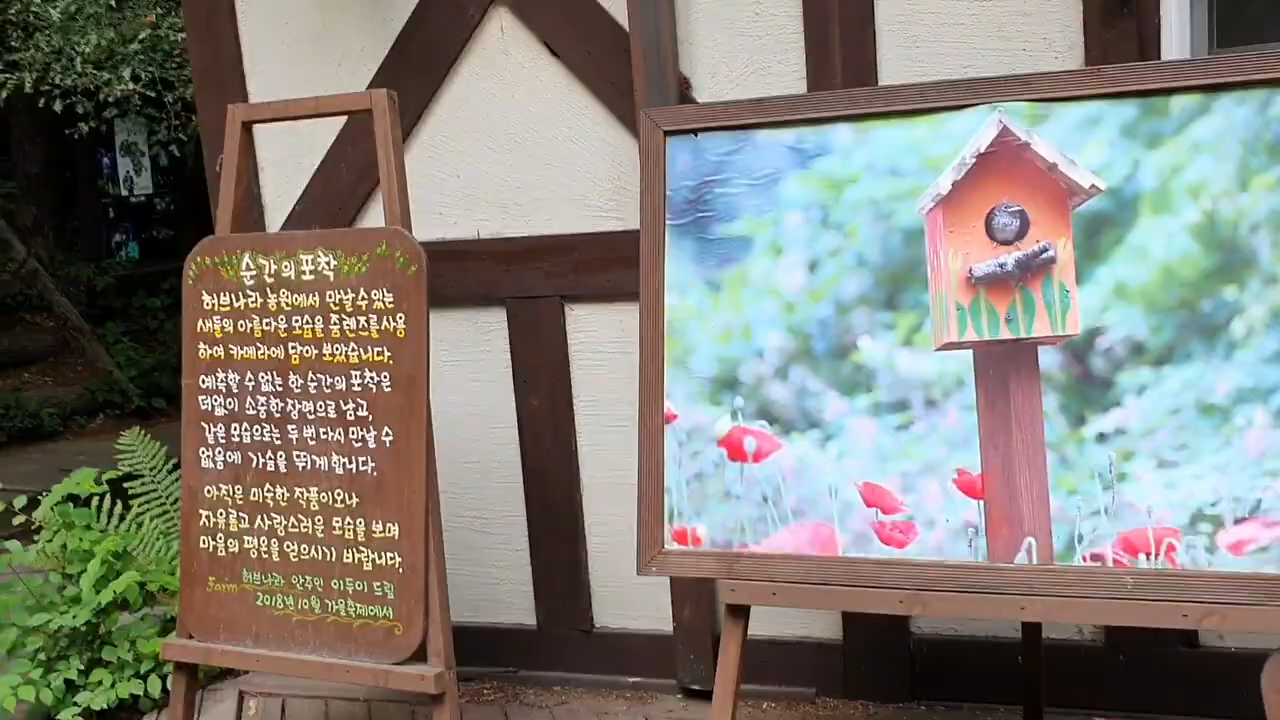 순간의 포착
허브나라 농원에서 만날 수 있는
새들의 아름다운 모습을 줌렌즈를 사용
하여 카메라에 담아 보았습니다.
예측할 수 없는 한 순간의 포착은
더없이 소중한 장면으로 남고,
같은 모습으로는 두 번 다시 만날 수
없음에 가슴을 뛰게 합니다.
아직은 미숙한 작품이오나
자유롭고 사랑스러운 모습을 보며
마음의 평온을 얻으시기 바랍니다.
허브나라 안주인 이두이 드림
Farm
2018년 10월 가을축제에서